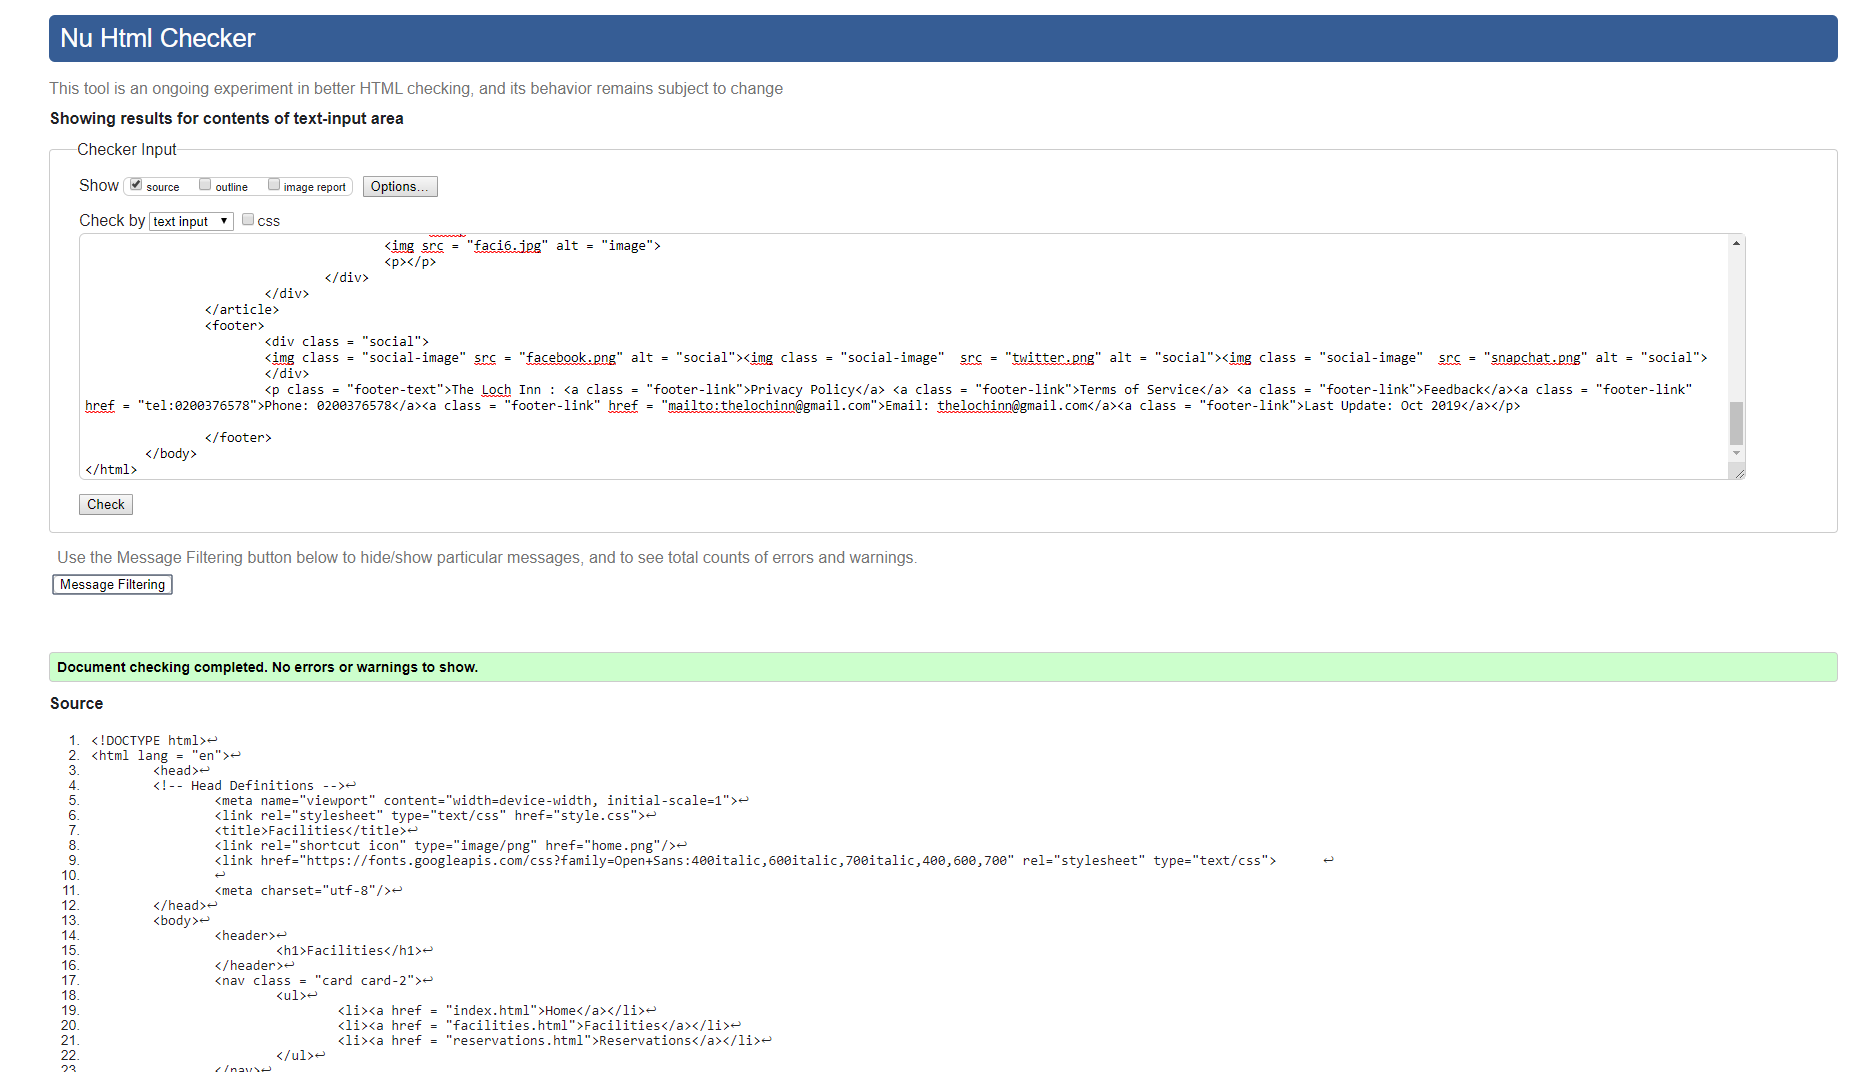 Nu Html Checker
This tool is an ongoing experiment in better HTML checking, and its behavior remains subject to change
Showing results for contents of text-input area
Checker Input
Show source outline image report Options...
Check by text input css
<img src = "faci6.jpg" alt = "image">
<p></p>
</div>
</div>
</article>
<footer>
<div class = "social">
<img class = "social-image" src = "facebook.png" alt = "social"><img class = "social-image"  src = "twitter.png" alt = "social"><img class = "social-image"  src = "snapchat.png" alt = "social">
</div>
<p class = "footer-text">The Loch Inn : <a class = "footer-link">Privacy Policy</a> <a class = "footer-link">Terms of Service</a> <a class = "footer-link">Feedback</a><a class = "footer-link"
href = "tel:0200376578">Phone: 0200376578</a><a class = "footer-link" href = "mailto:thelochinn@gmail.com">Email: thelochinn@gmail.com</a><a class = "footer-link">Last Update: Oct 2019</a></p>
</footer>
</body>
</html>
Check
Use the Message Filtering button below to hide/show particular messages, and to see total counts of errors and warnings.
Message Filtering
Document checking completed. No errors or warnings to show.
Source
1. <!DOCTYPE html>↩
2. <html lang = "en">↩
3. <head>↩
4. <!-- Head Definitions -->↩
5. <meta name="viewport" content="width=device-width, initial-scale=1">↩
6. <link rel="stylesheet" type="text/css" href="style.css">↩
7. <title>Facilities</title>↩
8. <link rel="shortcut icon" type="image/png" href="home.png"/>↩
9. <link href="https://fonts.googleapis.com/css?family=Open+Sans:400italic,600italic,700italic,400,600,700" rel="stylesheet" type="text/css"> ↩
10. ↩
11. <meta charset="utf-8"/>↩
12. </head>↩
13. <body>↩
14. <header>↩
15. <h1>Facilities</h1>↩
16. </header>↩
17. <nav class = "card card-2">↩
18. <ul>↩
19. <li><a href = "index.html">Home</a></li>↩
20. <li><a href = "facilities.html">Facilities</a></li>↩
21. <li><a href = "reservations.html">Reservations</a></li>↩
22. </ul>↩
23. </nav>↩